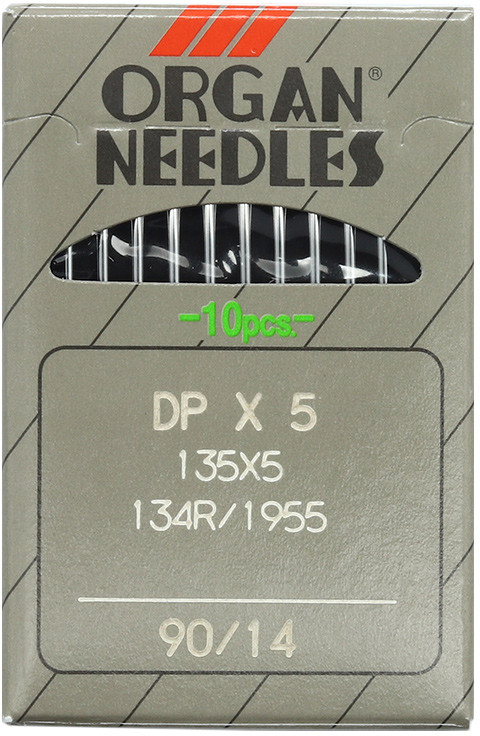 ORGAN®
NEEDLES
-10pcs.-
DP X 5
135X5
134R/1955
90/14